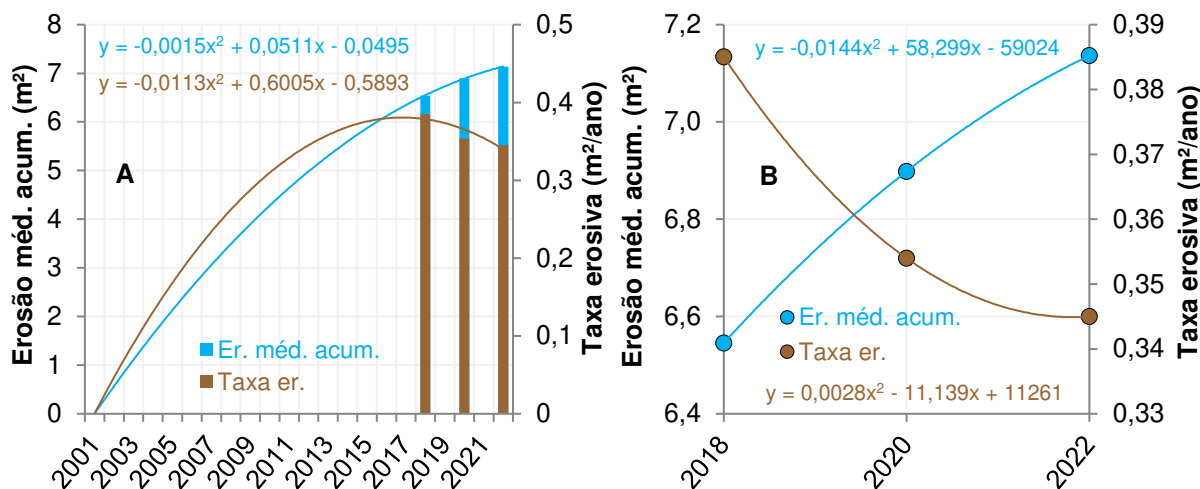 Erosão méd. acum. (m²)
8
7
6
5
4
3
2
1
0
y = -0,0015x² + 0,0511x - 0,0495
y = -0,0113x² + 0,6005x - 0,5893
A
Er. méd. acum.
Taxa er.
2001
2003
2005
2007
2009
2011
2013
2015
2017
2019
2021
0,5
0,4
0,3
0,2
0,1
0
Taxa erosiva (m²/ano)
Erosão méd. acum. (m²)
7,2
7,0
6,8
6,6
6,4
y = -0,0144x² + 58,299x - 59024
B
Er. méd. acum.
Taxa er.
y = 0,0028x² - 11,139x + 11261
2018
2020
2022
0,39
0,38
0,37
0,36
0,35
0,34
0,33
Taxa erosiva (m²/ano)